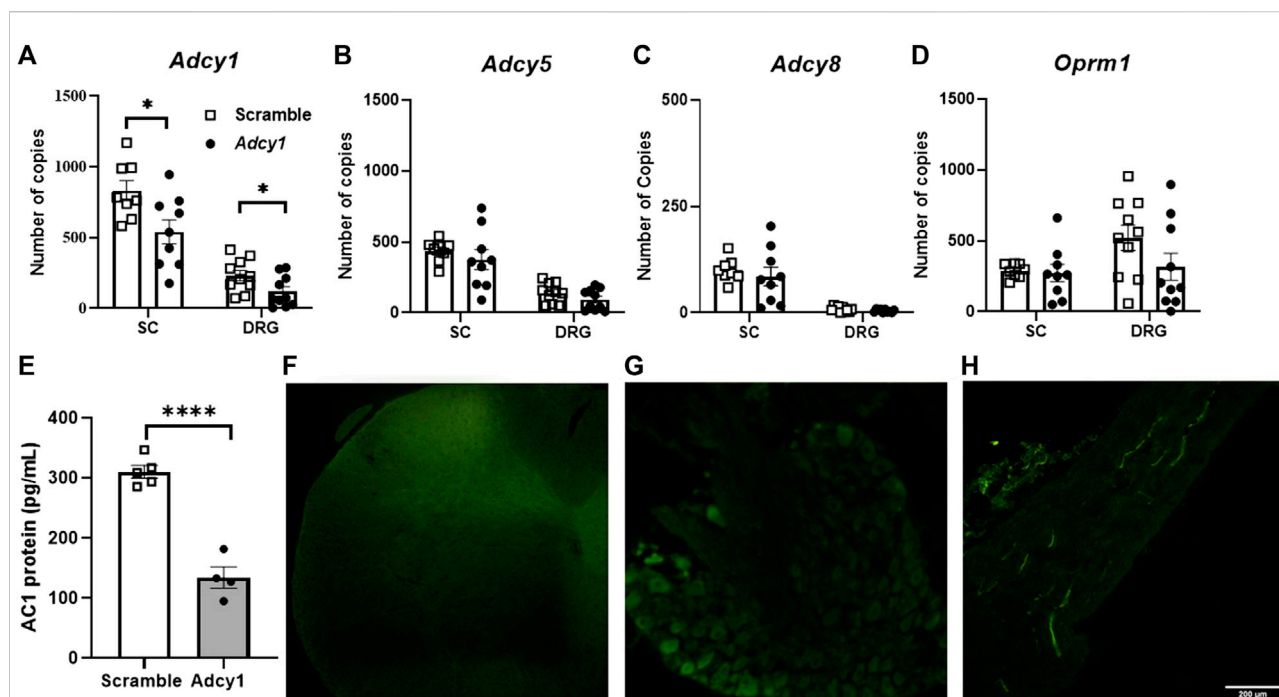 A
Adcy1
Number of copies
1500
1000
500
0
*
*
Scramble
Adcy1
SC
DRG
B
Adcy5
Number of copies
1500
1000
500
0
SC
DRG
C
Adcy8
Number of Copies
500
250
0
SC
DRG
D
Oprm1
Number of copies
1500
1000
500
0
SC
DRG
E
AC1 protein (pg/mL)
400
300
200
100
0
****
Scramble Adcy1
F
G
H
200 µm